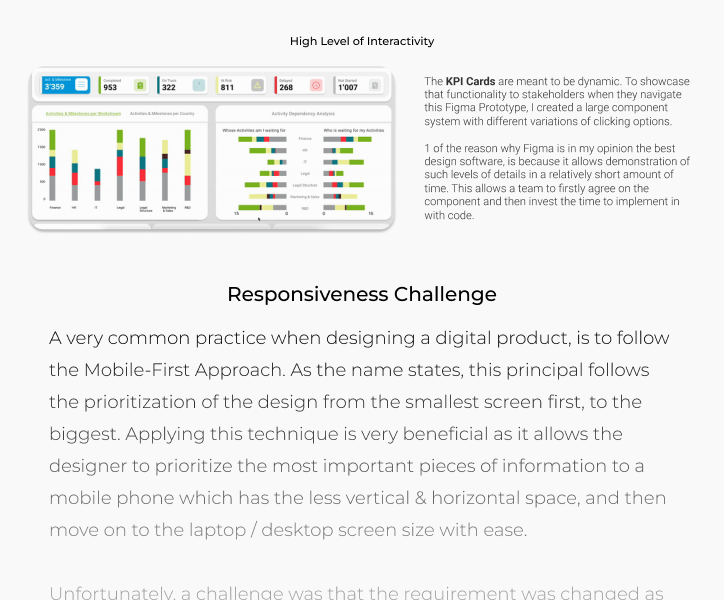 High Level of Interactivity
3'359
Completed
953
On Track
322
At Risk
811
Delayed
268
Not Started
1'007
Activities & Milestones per Workstream
Activities & Milestones per Country
Activity Dependency Analysis
Whose Activities am I waiting for
Who is waiting for my Activities
Finance
HR
IT
Legal
Legal Structure
Marketing & Sales
R&D
15
0
0
15
0
Finance
HR
IT
Legal
Legal
Structure
Marketing
& Sales
R&D
The KPI Cards are meant to be dynamic. To showcase
that functionality to stakeholders when they navigate
this Figma Prototype, I created a large component
system with different variations of clicking options.
1 of the reason why Figma is in my opinion the best
design software, is because it allows demonstration of
such levels of details in a relatively short amount of
time. This allows a team to firstly agree on the
component and then invest the time to implement in
with code.
Responsiveness Challenge
A very common practice when designing a digital product, is to follow
the Mobile-First Approach. As the name states, this principal follows
the prioritization of the design from the smallest screen first, to the
biggest. Applying this technique is very beneficial as it allows the
designer to prioritize the most important pieces of information to a
mobile phone which has the less vertical & horizontal space, and then
move on to the laptop / desktop screen size with ease.
Unfortunately, a challenge was that the requirement was changed as